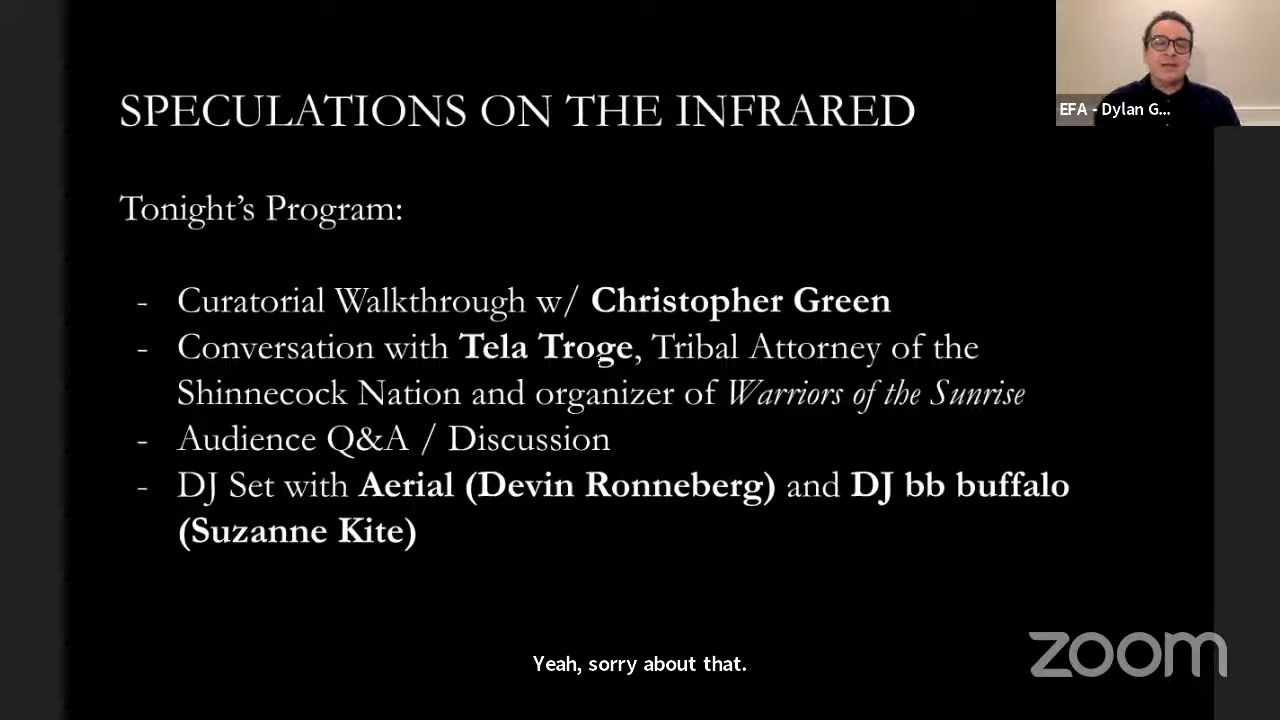 SPECULATIONS ON THE INFRARED
EFA - Dylan G...
Tonight’s Program:
- Curatorial Walkthrough w/ Christopher Green
- Conversation with Tela Troge, Tribal Attorney of the
Shinnecock Nation and organizer of Warriors of the Sunrise
- Audience Q&A / Discussion
- DJ Set with Aerial (Devin Ronneberg) and DJ bb buffalo
(Suzanne Kite)
Yeah, sorry about that.
zoom